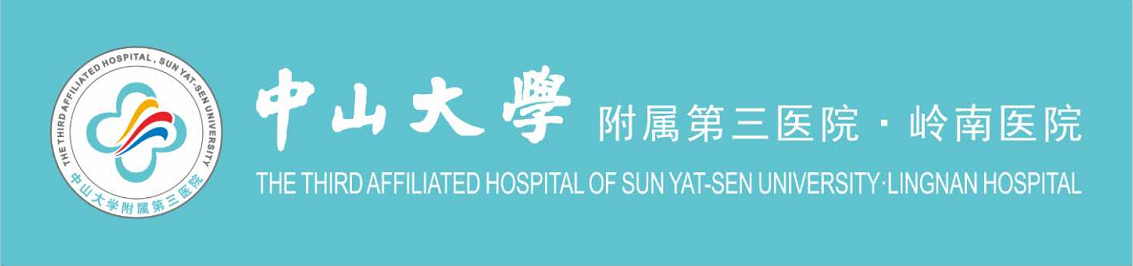 THE THIRD AFFILIATED HOSPITAL, SUN YAT-SEN UNIVERSITY
中山大学附属第三医院
中山大學 附属第三医院·岭南医院
THE THIRD AFFILIATED HOSPITAL OF SUN YAT-SEN UNIVERSITY·LINGNAN HOSPITAL